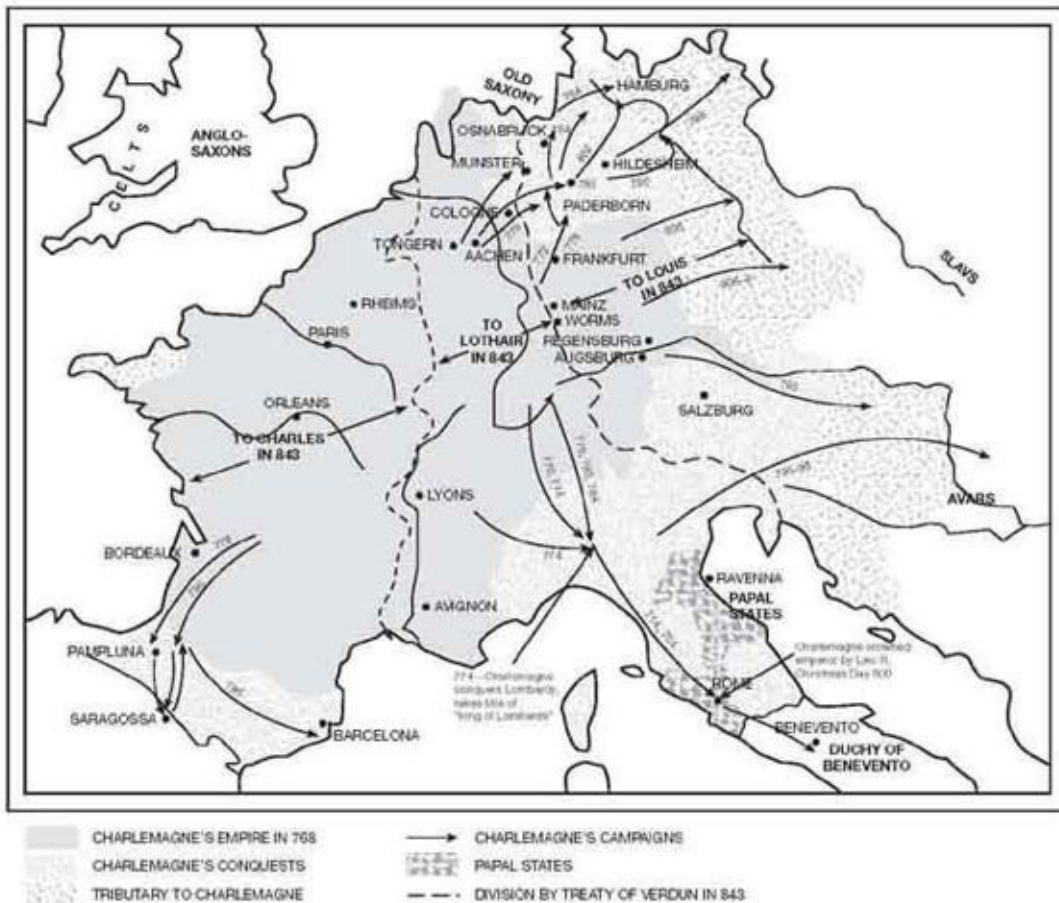 OLD
SAXONY
HAMBURG
CELTS
ANGLO-
SAXONS
OSNABRUCK
MUNSTER
HILDESHEIM
COLOGNE
PADERBORN
TONGERN
AACHEN
FRANKFURT
SLAVS
TO LOUIS
IN 843
RHEIMS
MAINZ
WORMS
PARIS
TO
LOTHAIR
IN 843
REGENSBURG
AUGSBURG
ORLEANS
SALZBURG
TO CHARLES
IN 843
LYONS
AVARS
BORDEAUX
778
774
RAVENNA
PAPAL
STATES
AVIGNON
PAMPLUNA
774—Charlemagne
conquers Lombardy,
takes title of
"King of Lombards"
Charlemagne crowned
emperor by Leo III,
Christmas Day 800
ROME
SARAGOSSA
BARCELONA
BENEVENTO
DUCHY OF
BENEVENTO
CHARLEMAGNE'S EMPIRE IN 768
CHARLEMAGNE'S CAMPAIGNS
CHARLEMAGNE'S CONQUESTS
PAPAL STATES
TRIBUTARY TO CHARLEMAGNE
DIVISION BY TREATY OF VERDUN IN 843